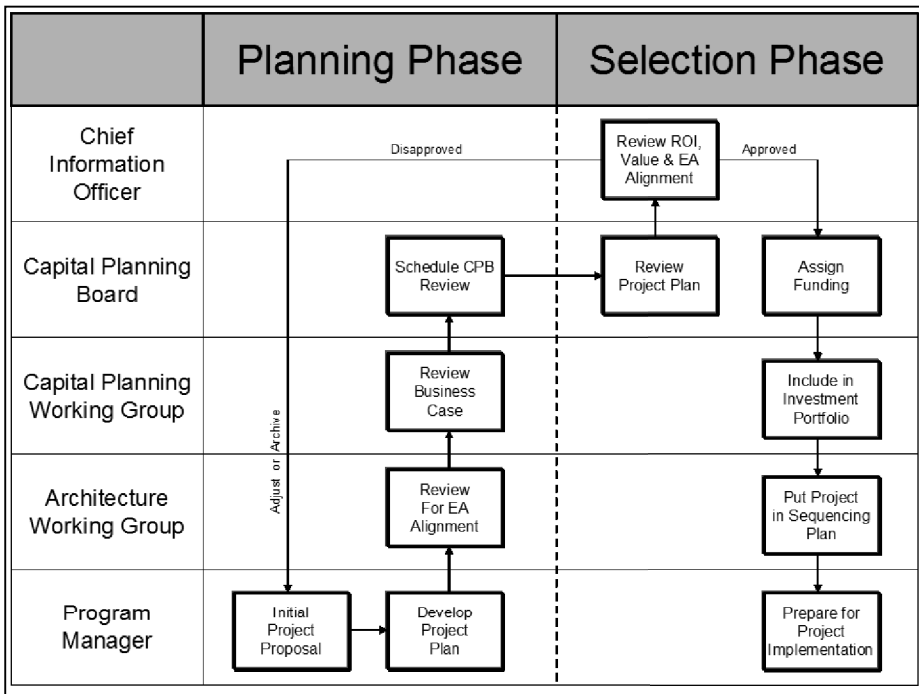 Planning Phase
Selection Phase
Chief
Information
Officer
Disapproved
Review ROI,
Value & EA
Alignment
Approved
Capital Planning
Board
Schedule CPB
Review
Review
Project Plan
Assign
Funding
Capital Planning
Working Group
Review
Business
Case
Include in
Investment
Portfolio
Adjust or Archive
Architecture
Working Group
Review
For EA
Alignment
Put Project
in Sequencing
Plan
Program
Manager
Initial
Project
Proposal
Develop
Project
Plan
Prepare for
Project
Implementation